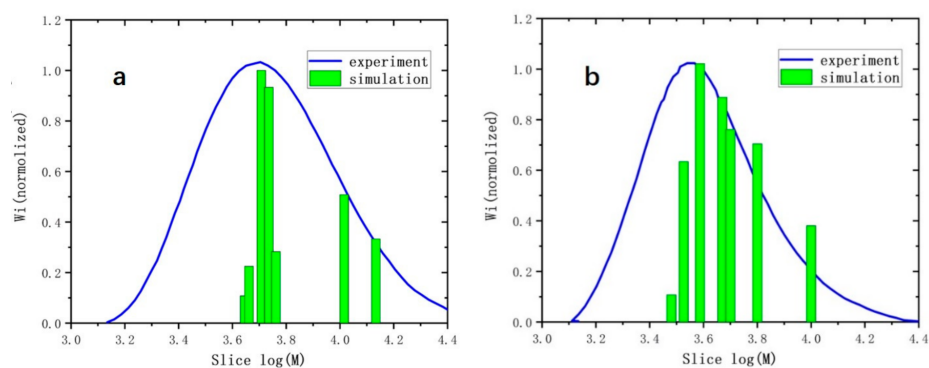 1.2
1.0
0.8
0.6
0.4
0.2
0.0
3.0 3.2 3.4 3.6 3.8 4.0 4.2 4.4
Wi(normolized)
Slice log(M)
a
experiment
simulation
1.2
1.0
0.8
0.6
0.4
0.2
0.0
3.0 3.2 3.4 3.6 3.8 4.0 4.2 4.4
Wi(normolized)
Slice log(M)
b
experiment
simulation